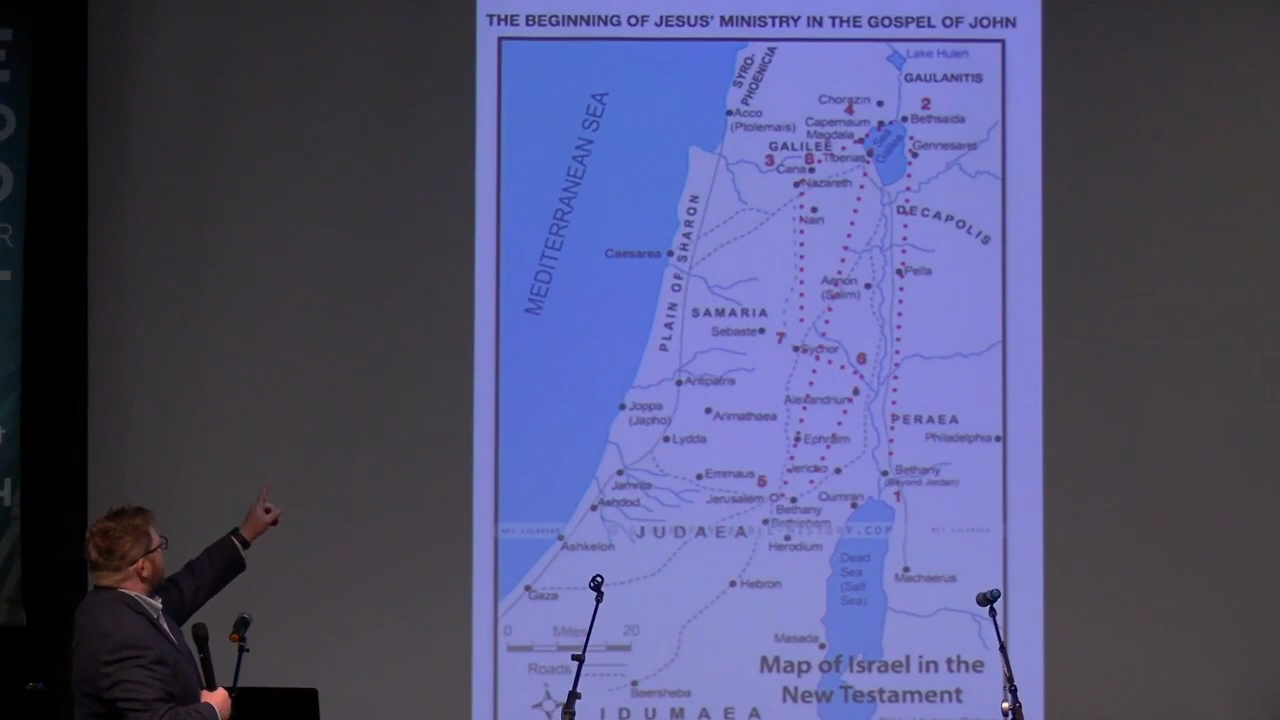 THE BEGINNING OF JESUS' MINISTRY IN THE GOSPEL OF JOHN
Lake Huleh
SYRO-
PHOENICIA
GAULANITIS
Chorazin
4
2
Acco
(Ptolemais)
Capernaum
Bethsaida
Magdala
GALILEE
Sea
Galilee
Gennesaret
3
8
Tiberias
Cana
Nazareth
MEDITERRANEAN SEA
Nain
DECAPOLIS
PLAIN OF SHARON
Caesarea
Pella
Aenon
(Salim)
SAMARIA
Sebaste
7
Sychor
6
Antipatris
Alexandrium
Joppa
(Japho)
Arimathaea
PERAEA
Lydda
Ephraim
Philadelphia
Emmaus
5
Jericho
Bethany
(Beyond Jordan)
Jamnia
Jerusalem
Qumran
1
Ashdod
Bethany
Bethlehem
JUDAEA
Ashkelon
Herodium
Dead
Sea
(Salt
Sea)
Machaerus
Gaza
Hebron
0 Miles 20
Masada
Roads
Map of Israel in the
New Testament
Beersheba
IDUMAEA